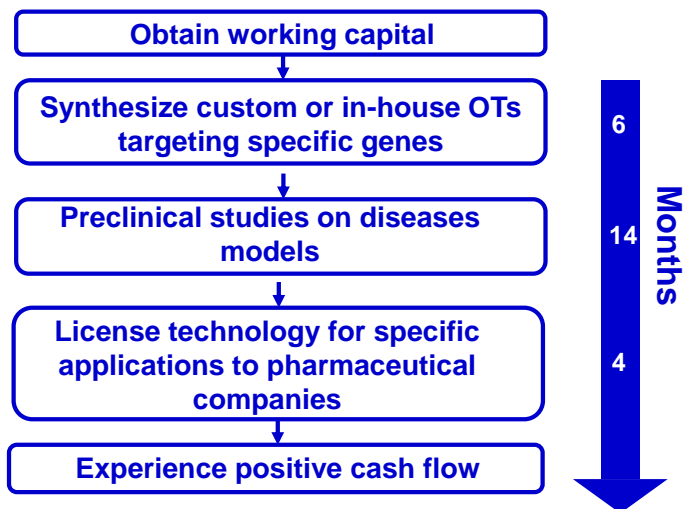 Obtain working capital
Synthesize custom or in-house OTs
targeting specific genes
6
Preclinical studies on diseases
models
14
License technology for specific
applications to pharmaceutical
companies
4
Experience positive cash flow
Months